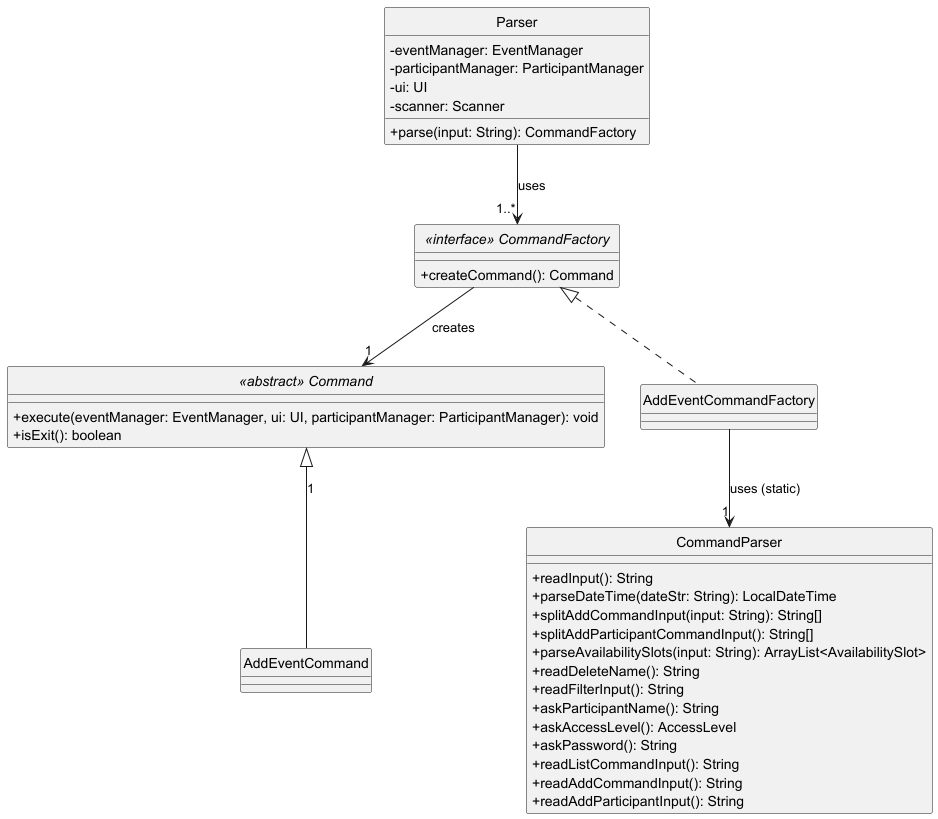 Parser
-eventManager: EventManager
-participantManager: ParticipantManager
-ui: UI
-scanner: Scanner
+parse(input: String): CommandFactory
uses
1..*
«interface» CommandFactory
+createCommand(): Command
creates
1
«abstract» Command
+execute(eventManager: EventManager, ui: UI, participantManager: ParticipantManager): void
+isExit(): boolean
AddEventCommandFactory
1
uses (static)
1
CommandParser
+readInput(): String
+parseDateTime(dateStr: String): LocalDateTime
+splitAddCommandInput(input: String): String[]
+splitAddParticipantCommandInput(): String[]
+parseAvailabilitySlots(input: String): ArrayList<AvailabilitySlot>
+readDeleteName(): String
+readFilterInput(): String
+askParticipantName(): String
+askAccessLevel(): AccessLevel
+askPassword(): String
+readListCommandInput(): String
+readAddCommandInput(): String
+readAddParticipantInput(): String
AddEventCommand